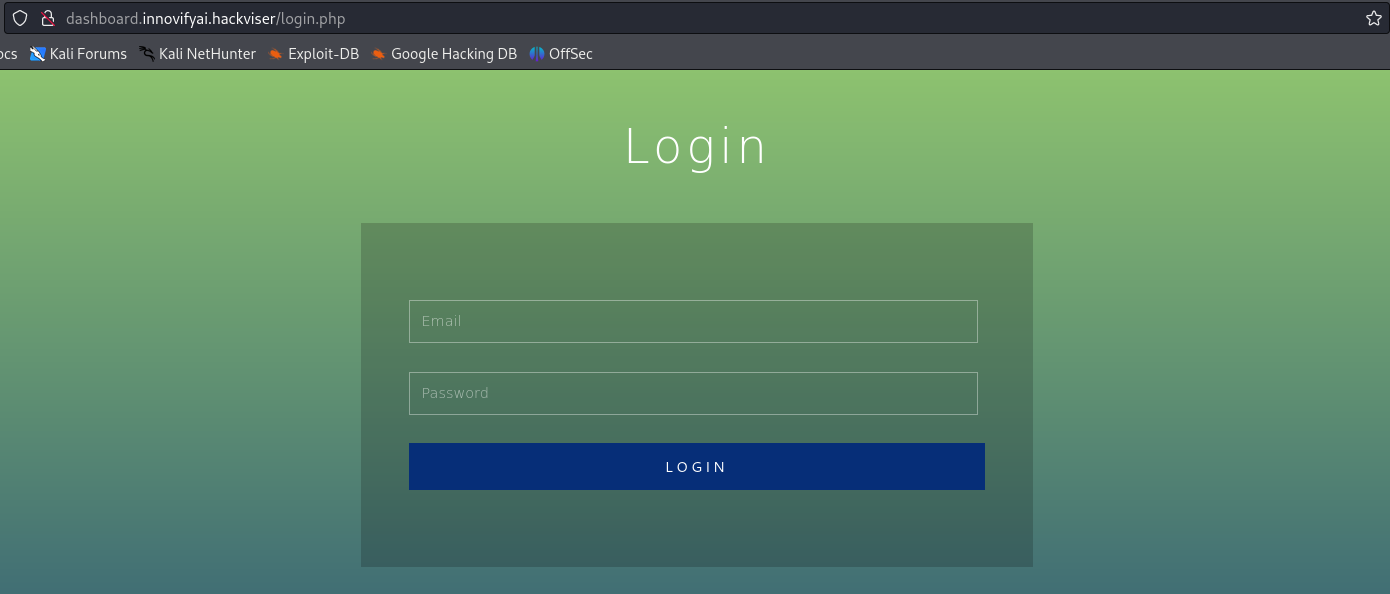 dashboard.innovifyai.hackviser/login.php
ocs Kali Forums Kali NetHunter Exploit-DB Google Hacking DB OffSec
Login
Email
Password
LOGIN